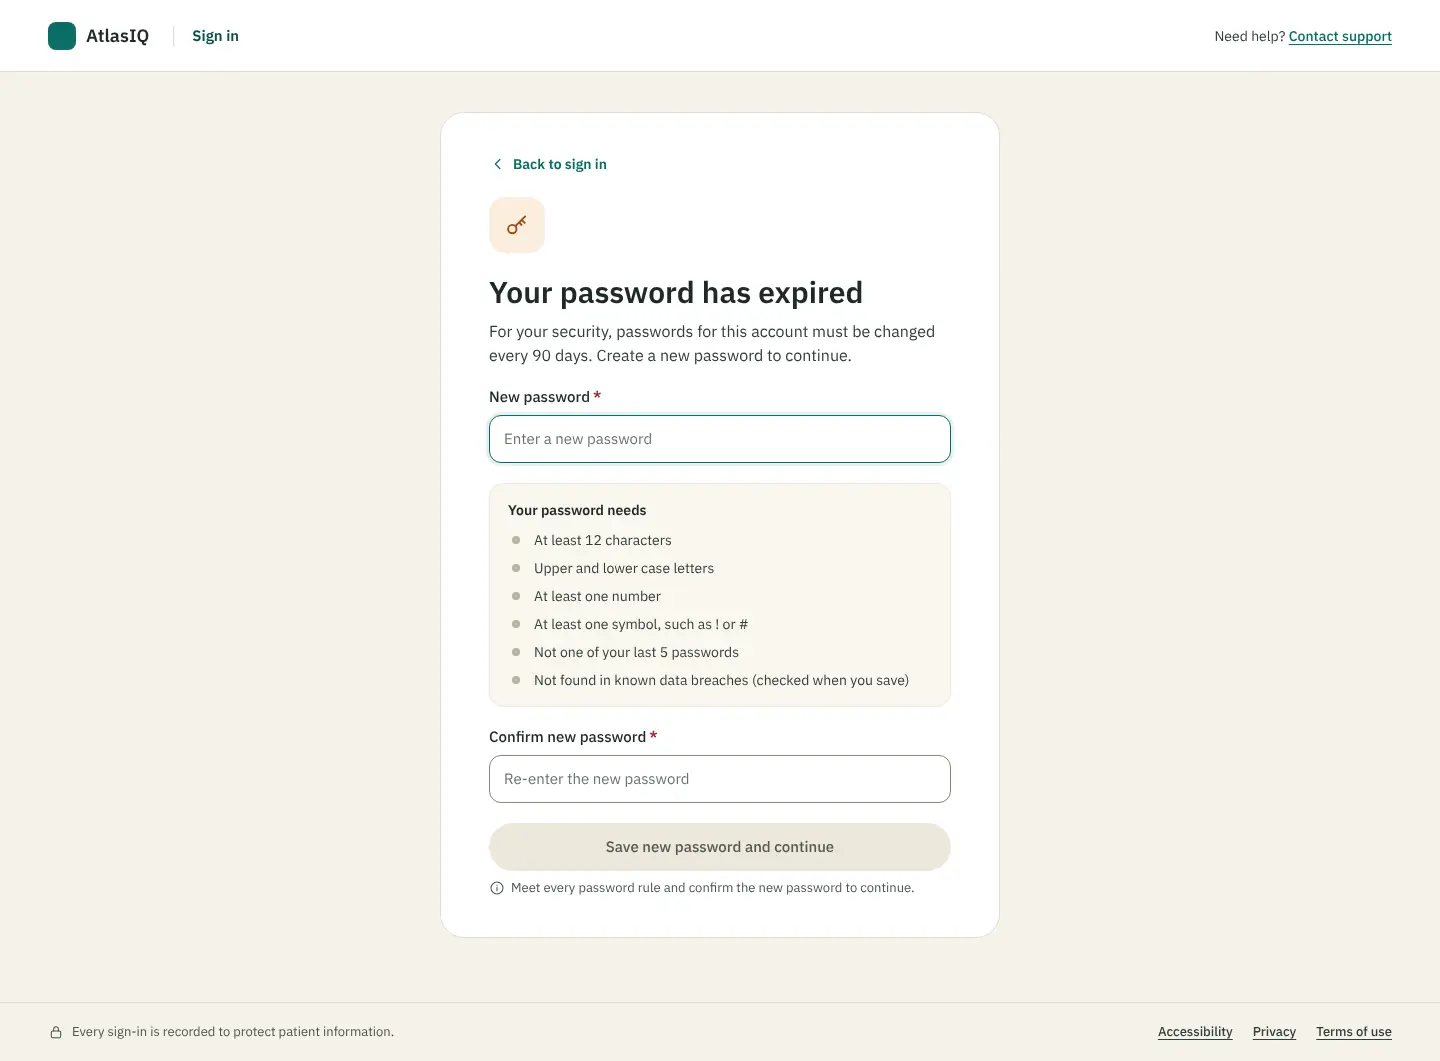 AtlasIQ
Sign in
Need help? Contact support
Back to sign in
Your password has expired
For your security, passwords for this account must be changed
every 90 days. Create a new password to continue.
New password *
Enter a new password
Your password needs
At least 12 characters
Upper and lower case letters
At least one number
At least one symbol, such as ! or #
Not one of your last 5 passwords
Not found in known data breaches (checked when you save)
Confirm new password *
Re-enter the new password
Save new password and continue
Meet every password rule and confirm the new password to continue.
Every sign-in is recorded to protect patient information.
Accessibility
Privacy
Terms of use